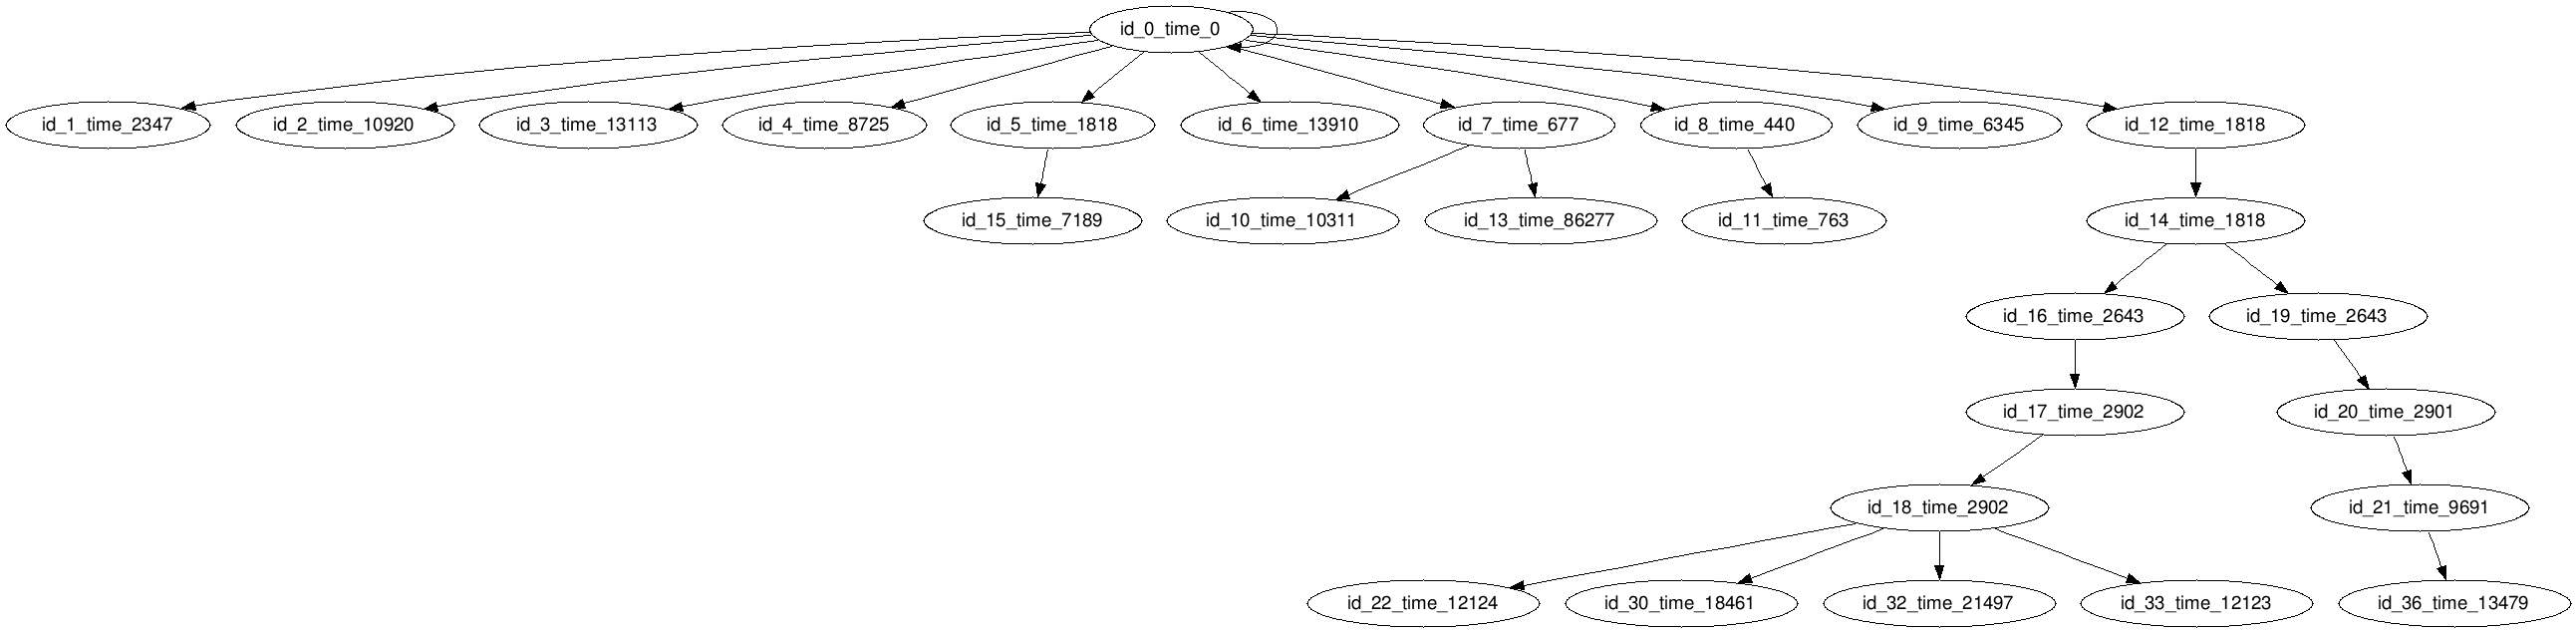 id_0_time_0
id_1_time_2347
id_2_time_10920
id_3_time_13113
id_4_time_8725
id_5_time_1818
id_6_time_13910
id_7_time_677
id_8_time_440
id_9_time_6345
id_12_time_1818
id_15_time_7189
id_10_time_10311
id_13_time_86277
id_11_time_763
id_14_time_1818
id_16_time_2643
id_19_time_2643
id_17_time_2902
id_20_time_2901
id_18_time_2902
id_21_time_9691
id_22_time_12124
id_30_time_18461
id_32_time_21497
id_33_time_12123
id_36_time_13479